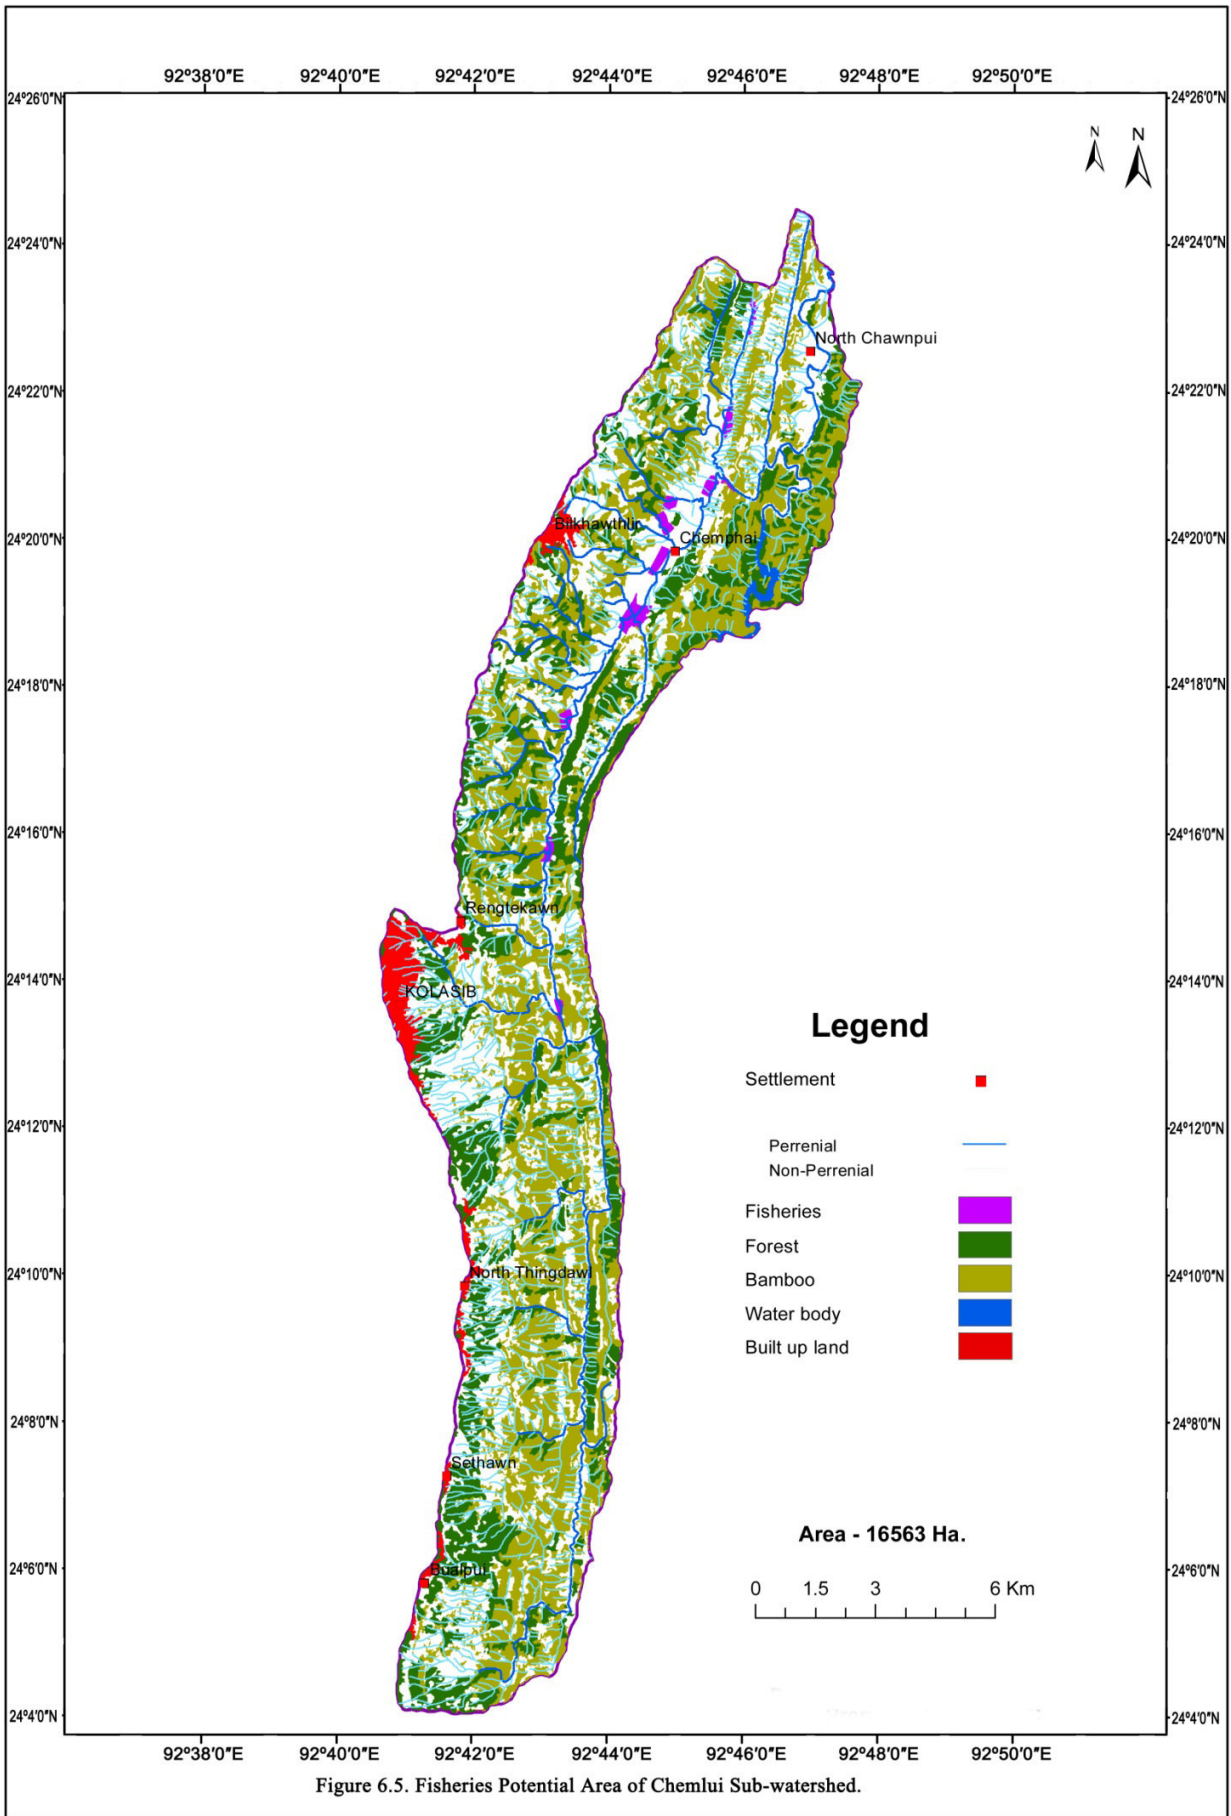 92°38'0"E 92°40'0"E 92°42'0"E 92°44'0"E 92°46'0"E 92°48'0"E 92°50'0"E
24°26'0"N 24°26'0"N
N N
24°24'0"N 24°24'0"N
North Chawnpui
24°22'0"N 24°22'0"N
Bilkhawthlir
24°20'0"N Chemphai 24°20'0"N
24°18'0"N 24°18'0"N
24°16'0"N 24°16'0"N
Rengtekawn
24°14'0"N 24°14'0"N
KOLASIB
Legend
Settlement
24°12'0"N 24°12'0"N
Perrenial
Non-Perrenial
Fisheries
Forest
24°10'0"N North Thingdawl 24°10'0"N
Bamboo
Water body
Built up land
24°8'0"N 24°8'0"N
Sethawn
Area - 16563 Ha.
24°6'0"N Bualpui 24°6'0"N
0 1.5 3 6 Km
24°4'0"N 24°4'0"N
92°38'0"E 92°40'0"E 92°42'0"E 92°44'0"E 92°46'0"E 92°48'0"E 92°50'0"E
Figure 6.5. Fisheries Potential Area of Chemlui Sub-watershed.